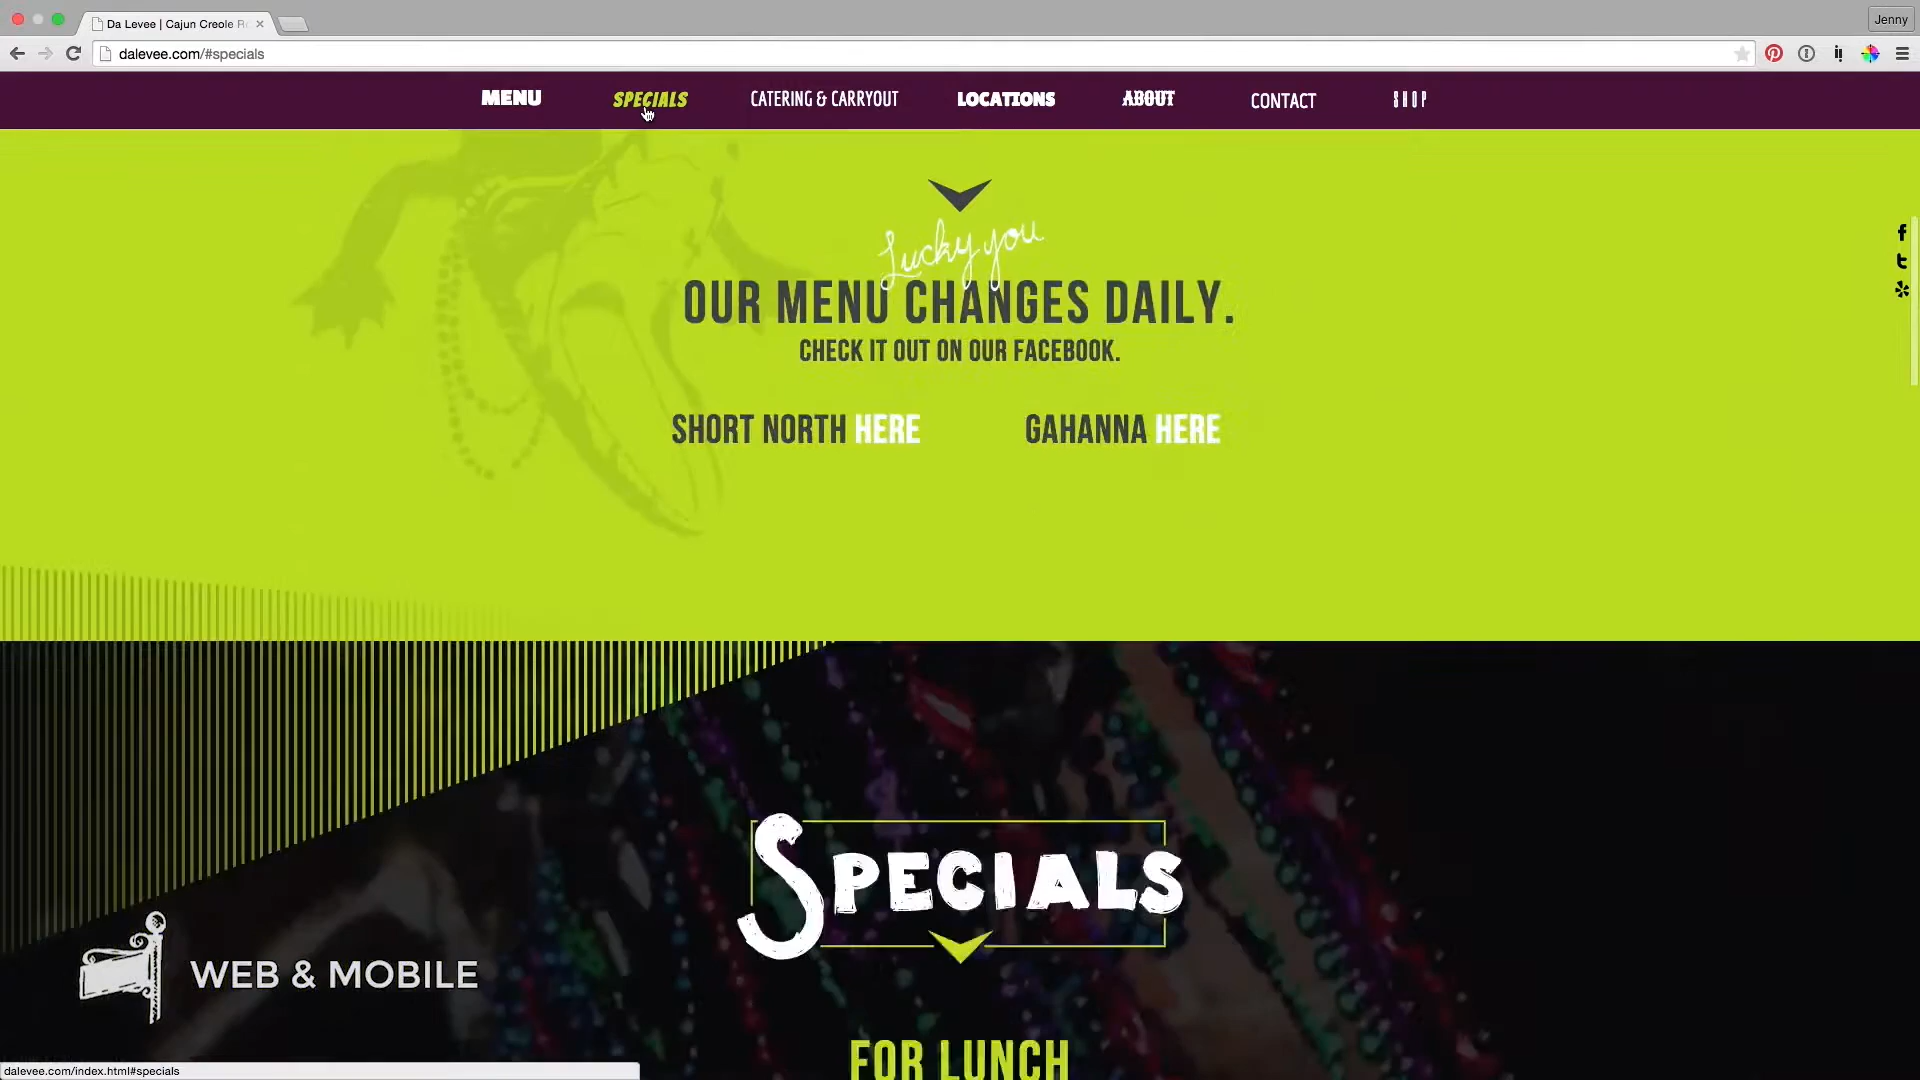 Da Levee | Cajun Creole R
Jenny
dalevee.com/#specials
MENU
SPECIALS
CATERING & CARRYOUT
LOCATIONS
ABOUT
CONTACT
SHOP
Lucky you
OUR MENU CHANGES DAILY.
CHECK IT OUT ON OUR FACEBOOK.
SHORT NORTH HERE
GAHANNA HERE
SPECIALS
WEB & MOBILE
FOR LUNCH
dalevee.com/index.html#specials